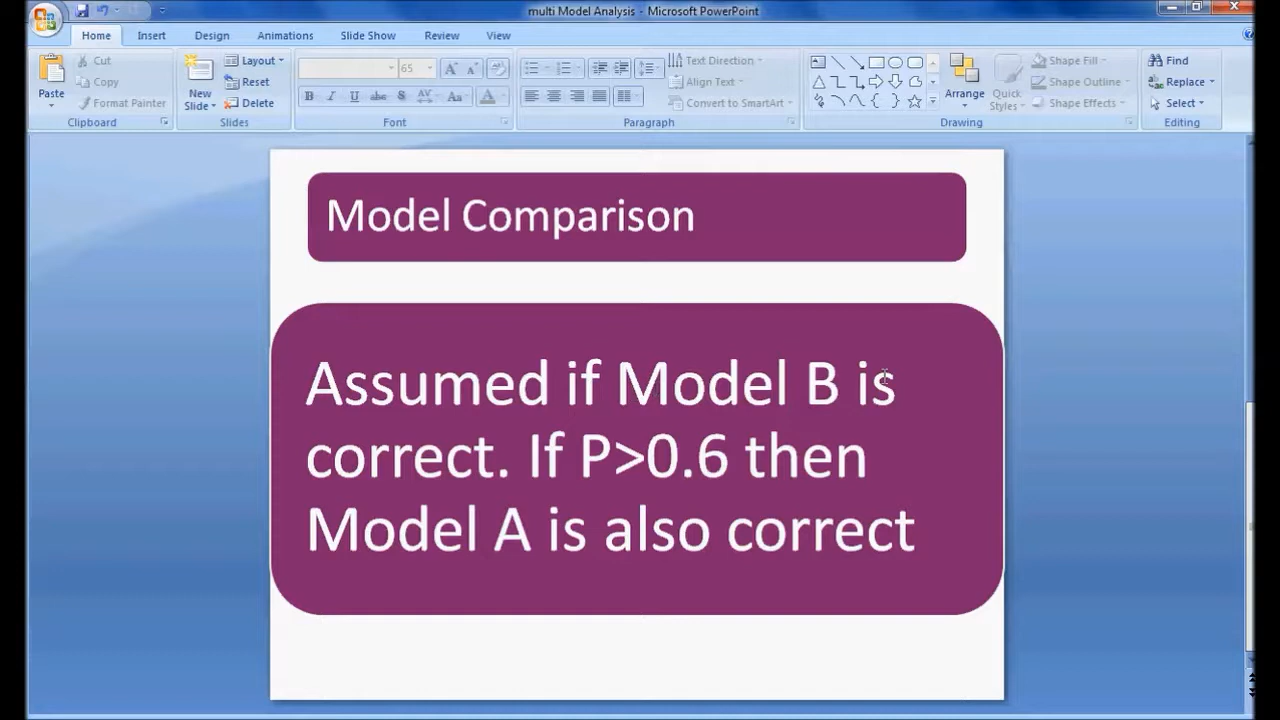 multi Model Analysis - Microsoft PowerPoint
Home Insert Design Animations Slide Show Review View
Paste
Cut
Copy
Format Painter
Clipboard
New
Slide
Layout
Reset
Delete
Slides
65
B I U abc S AV Aa A
Font
Text Direction
Align Text
Convert to SmartArt
Paragraph
Arrange
Quick
Styles
Shape Fill
Shape Outline
Shape Effects
Drawing
Find
Replace
Select
Editing
Model Comparison
Assumed if Model B is
correct. If P>0.6 then
Model A is also correct